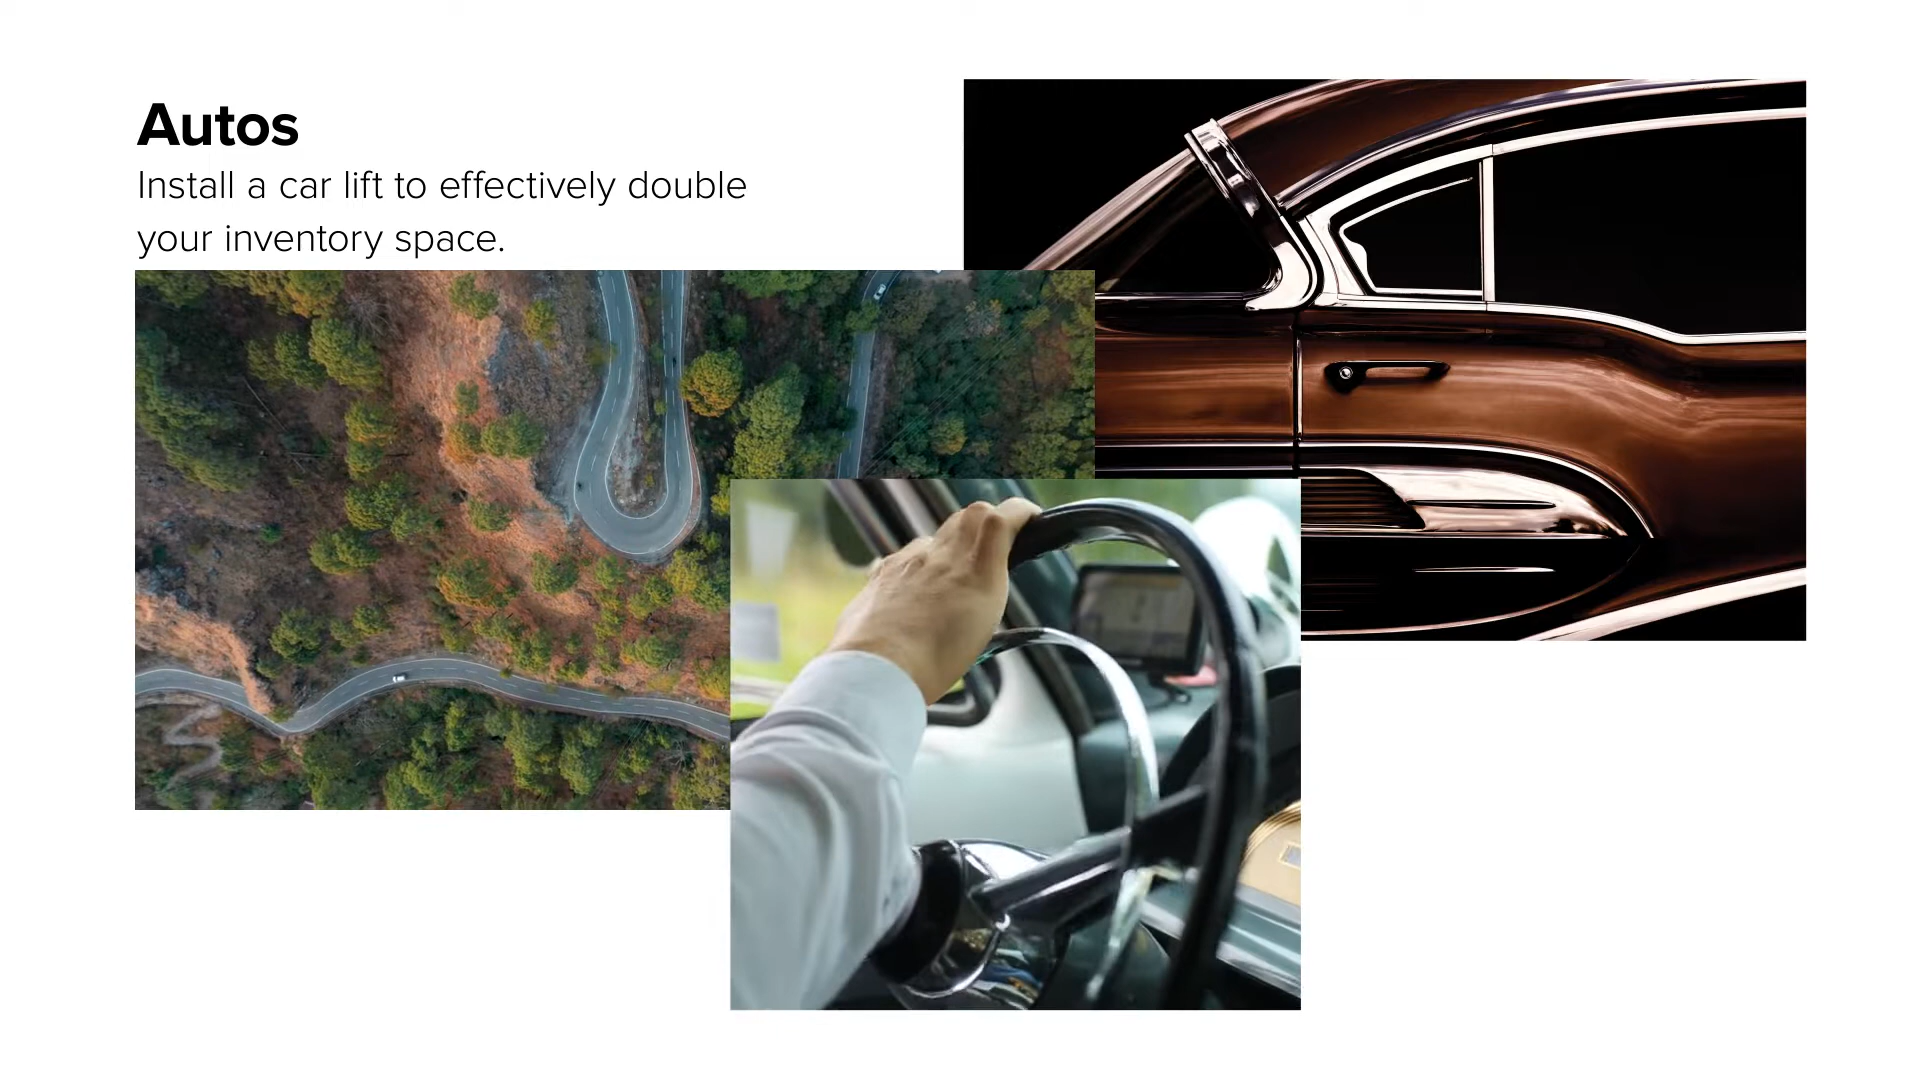 Autos
Install a car lift to effectively double
your inventory space.